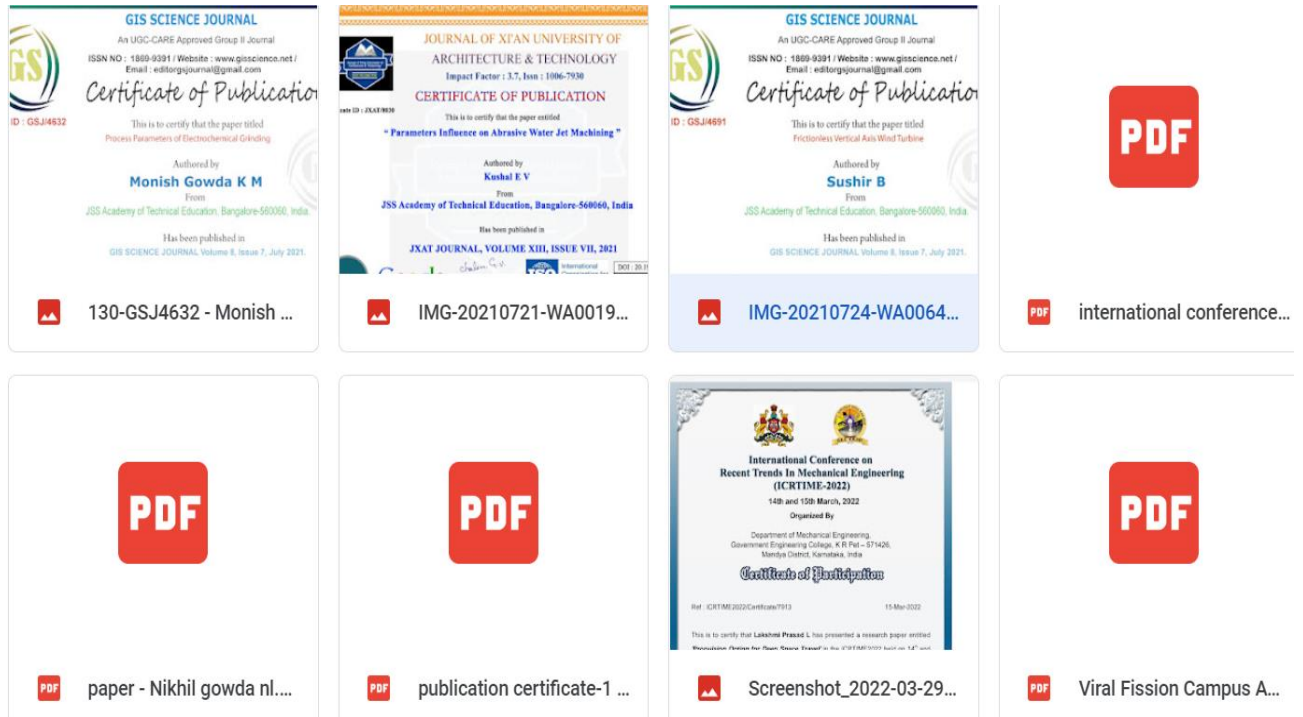 GIS SCIENCE JOURNAL
An UGC-CARE Approved Group II Journal
ISSN NO : 1869-9391 / Website : www.gisscience.net /
Email : editorgsjournal@gmail.com
Certificate of Publication
ID : GSJ/4632
This is to certify that the paper titled
Process Parameters of Electrochemical Grinding
Authored by
Monish Gowda K M
From
JSS Academy of Technical Education, Bangalore-560060, India.
Has been published in
GIS SCIENCE JOURNAL Volume 8, Issue 7, July 2021.
130-GSJ4632 - Monish ...
JOURNAL OF XI'AN UNIVERSITY OF
ARCHITECTURE & TECHNOLOGY
Impact Factor : 3.7, Issn : 1006-7930
CERTIFICATE OF PUBLICATION
cate ID : JXAT/9030
This is to certify that the paper entitled
“ Parameters Influence on Abrasive Water Jet Machining ”
Authored by
Kushal E V
From
JSS Academy of Technical Education, Bangalore-560060, India
Has been published in
JXAT JOURNAL, VOLUME XIII, ISSUE VII, 2021
DOI : 20.19
IMG-20210721-WA0019...
GIS SCIENCE JOURNAL
An UGC-CARE Approved Group II Journal
ISSN NO : 1869-9391 / Website : www.gisscience.net /
Email : editorgsjournal@gmail.com
Certificate of Publication
ID : GSJ/4691
This is to certify that the paper titled
Frictionless Vertical Axis Wind Turbine
Authored by
Sushir B
From
JSS Academy of Technical Education, Bangalore-560060, India.
Has been published in
GIS SCIENCE JOURNAL Volume 8, Issue 7, July 2021.
IMG-20210724-WA0064...
PDF
PDF
international conference...
PDF
PDF
paper - Nikhil gowda nl....
PDF
PDF
publication certificate-1 ...
International Conference on
Recent Trends In Mechanical Engineering
(ICRTIME-2022)
14th and 15th March, 2022
Organized By
Department of Mechanical Engineering,
Government Engineering College, K R Pet – 571426,
Mandya District, Karnataka, India
Certificate of Participation
Ref : ICRTIME2022/Certificate/7913
15-Mar-2022
This is to certify that Lakshmi Prasad L has presented a research paper entitled
Screenshot_2022-03-29...
PDF
PDF
Viral Fission Campus A...